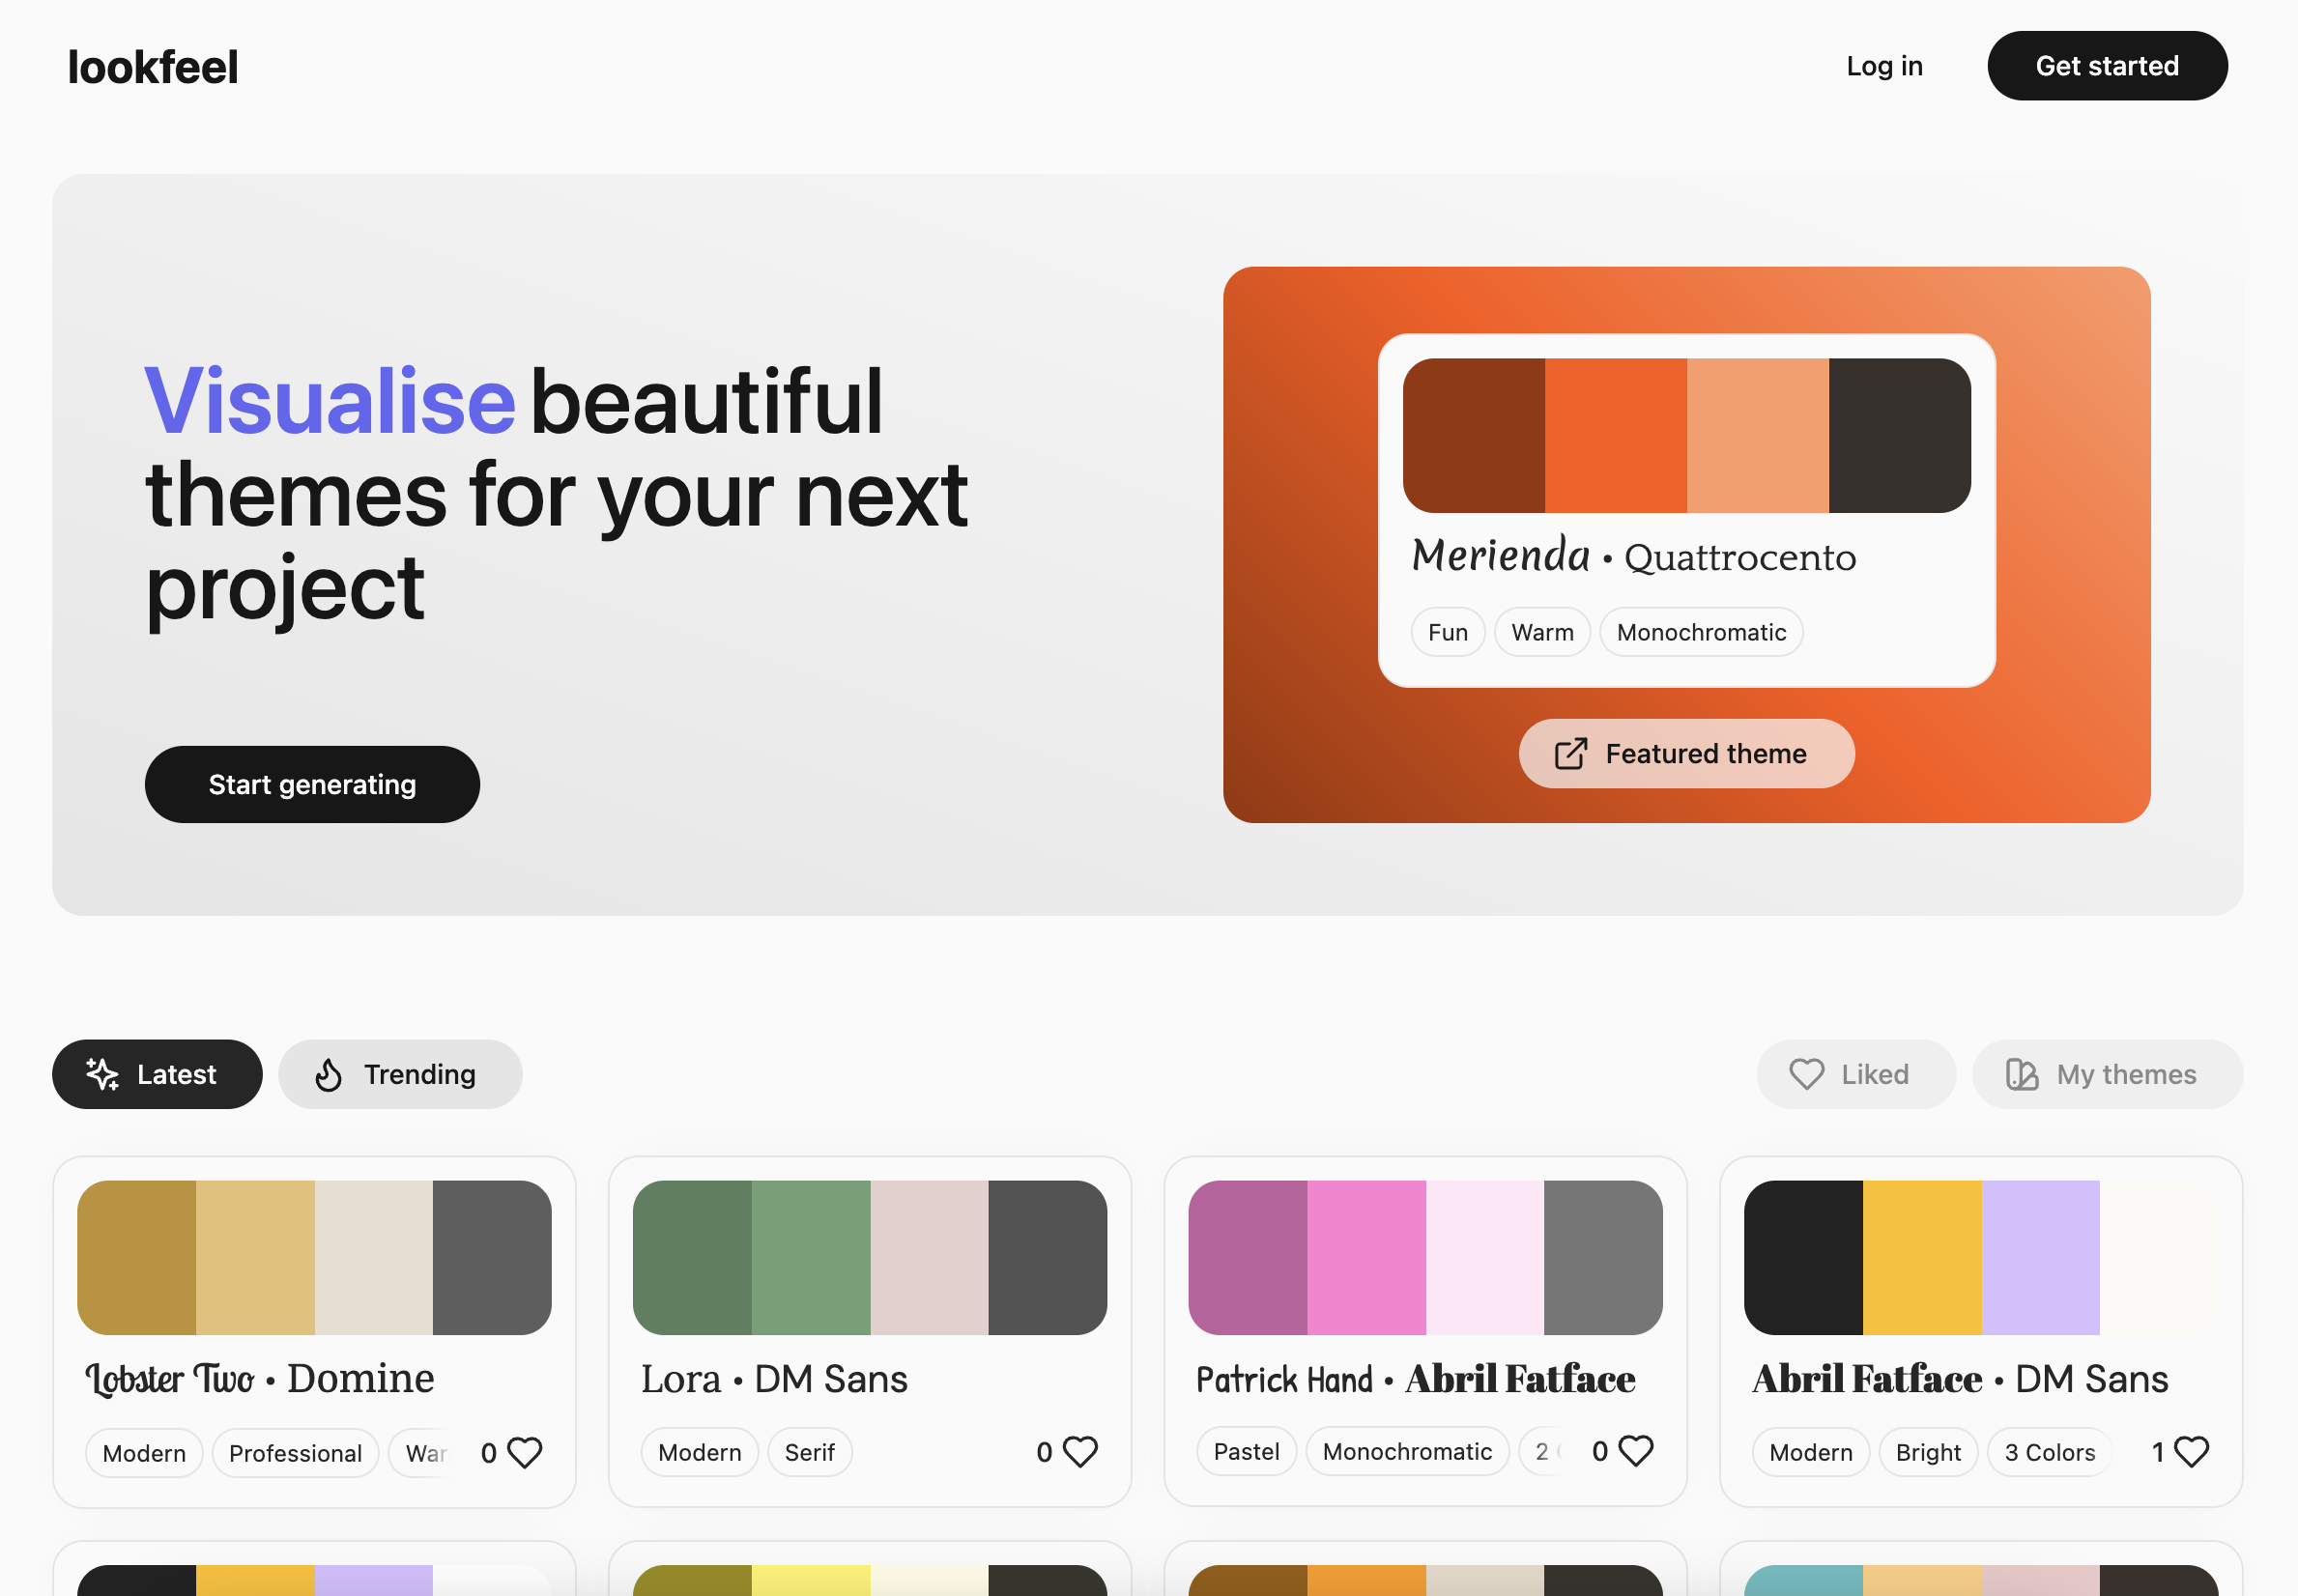 lookfeel
Log in
Get started
Visualise beautiful
themes for your next
project
Start generating
Merienda • Quattrocento
Fun
Warm
Monochromatic
Featured theme
Latest
Trending
Liked
My themes
Lobster Two • Domine
Modern
Professional
0
Lora • DM Sans
Modern
Serif
0
Patrick Hand • Abril Fatface
Pastel
Monochromatic
2
0
Abril Fatface • DM Sans
Modern
Bright
3 Colors
1